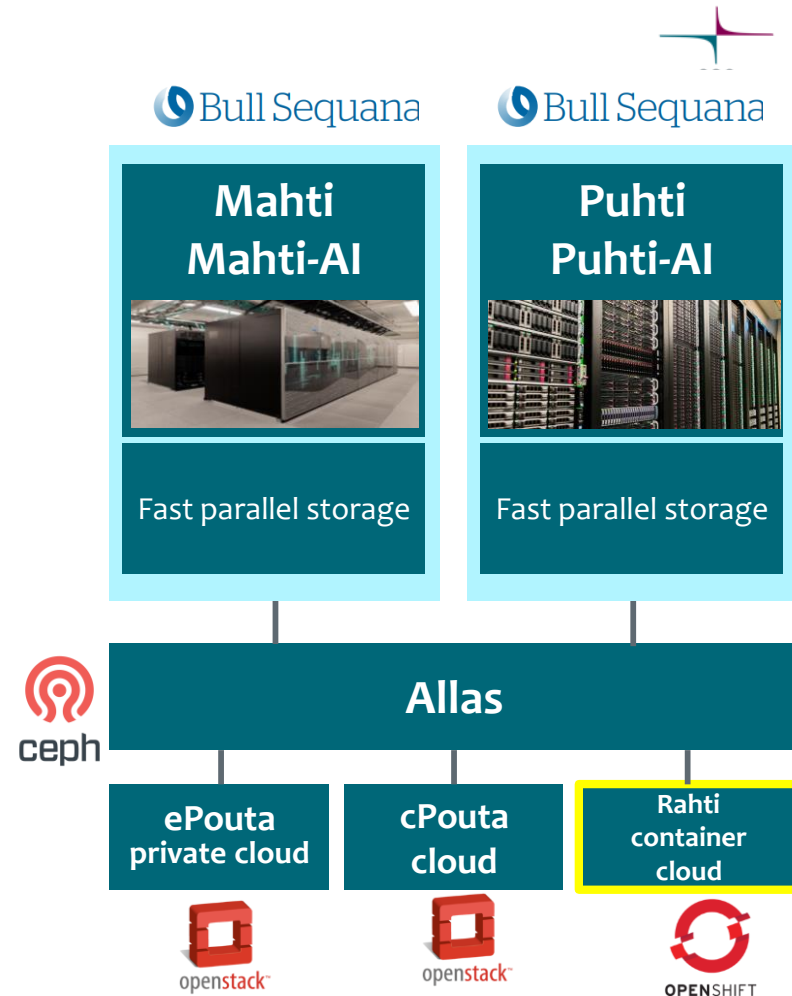 Bull Sequana
Bull Sequana
Mahti
Mahti-AI
Puhti
Puhti-AI
Fast parallel storage
Fast parallel storage
Allas
ceph
ePouta
private cloud
cPouta
cloud
Rahti
container
cloud
openstack
openstack
OPENSHIFT